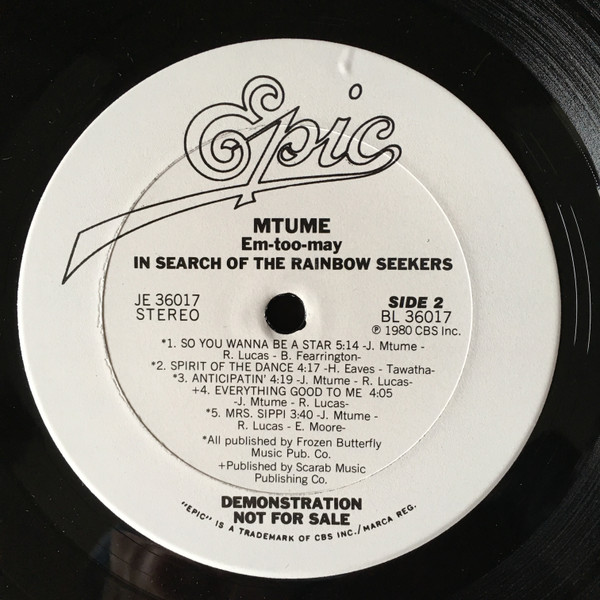 Epic
MTUME
Em-too-may
IN SEARCH OF THE RAINBOW SEEKERS
JE 36017
STEREO
SIDE 2
BL 36017
℗ 1980 CBS Inc.
*1. SO YOU WANNA BE A STAR 5:14 -J. Mtume -
R. Lucas - B. Fearrington-
*2. SPIRIT OF THE DANCE 4:17 -H. Eaves - Tawatha-
*3. ANTICIPATIN' 4:19 -J. Mtume - R. Lucas-
+4. EVERYTHING GOOD TO ME 4:05
-J. Mtume - R. Lucas-
*5. MRS. SIPPI 3:40 -J. Mtume -
R. Lucas - E. Moore-
*All published by Frozen Butterfly
Music Pub. Co.
+Published by Scarab Music
Publishing Co.
DEMONSTRATION
NOT FOR SALE
"EPIC" IS A TRADEMARK OF CBS INC./MARCA REG.